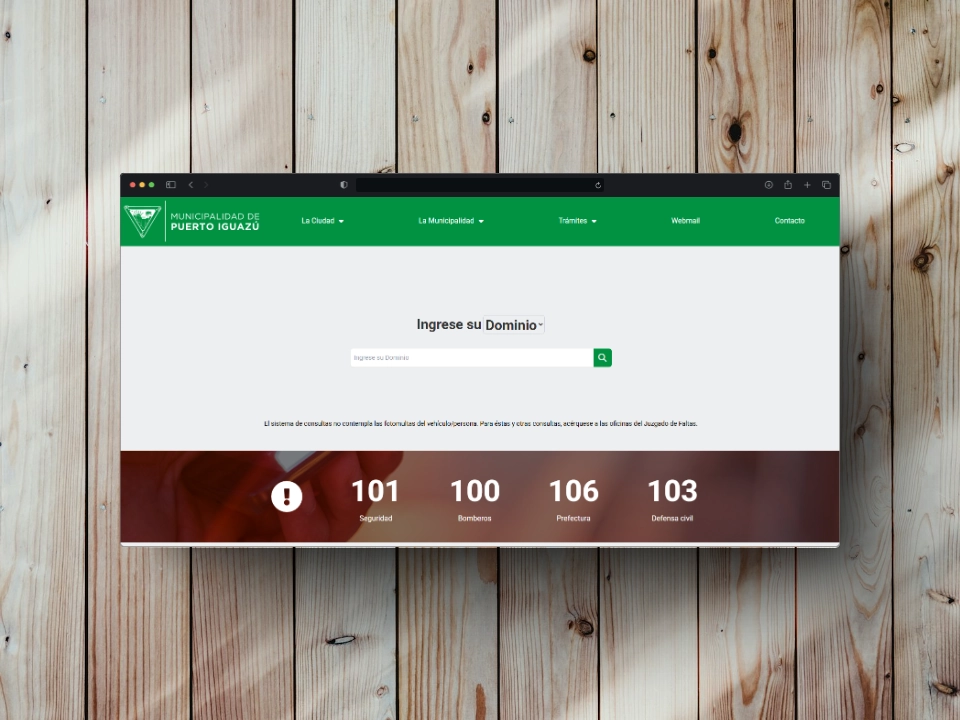 MUNICIPALIDAD DE
PUERTO IGUAZÚ
La Ciudad
La Municipalidad
Trámites
Webmail
Contacto
Ingrese su Dominio
Ingrese su Dominio
El sistema de consultas no contempla las fotomultas del vehículo/persona. Para éstas y otras consultas, acérquese a las oficinas del Juzgado de Faltas.
101
100
106
103
Seguridad
Bomberos
Prefectura
Defensa civil